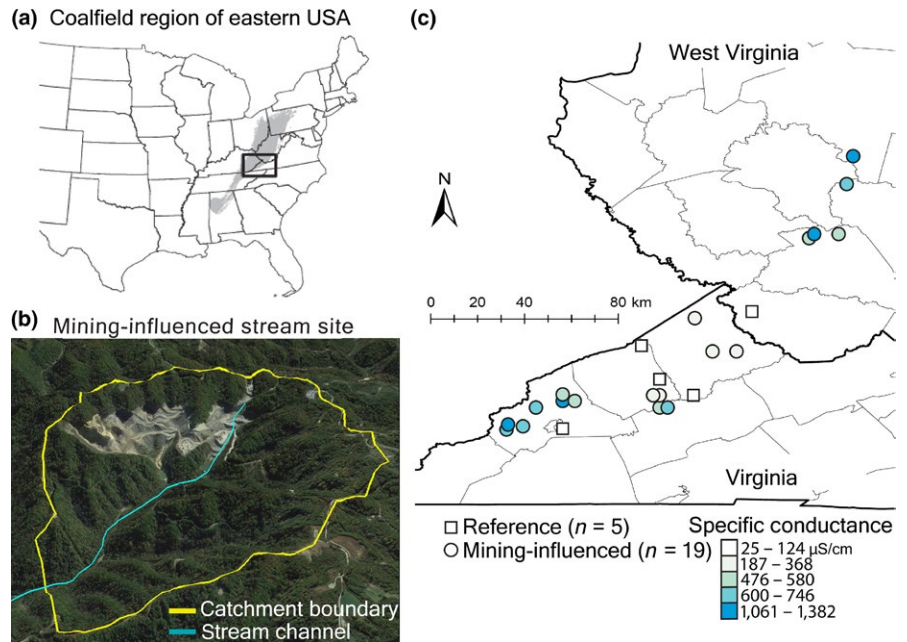 (a) Coalfield region of eastern USA
(b)
Mining-influenced stream site
Catchment boundary
Stream channel
(c)
West Virginia
N
0 20 40 80 km
Virginia
Reference (n = 5)
Mining-influenced (n = 19)
Specific conductance
25 – 124 µS/cm
187 – 368
476 – 580
600 – 746
1,061 – 1,382